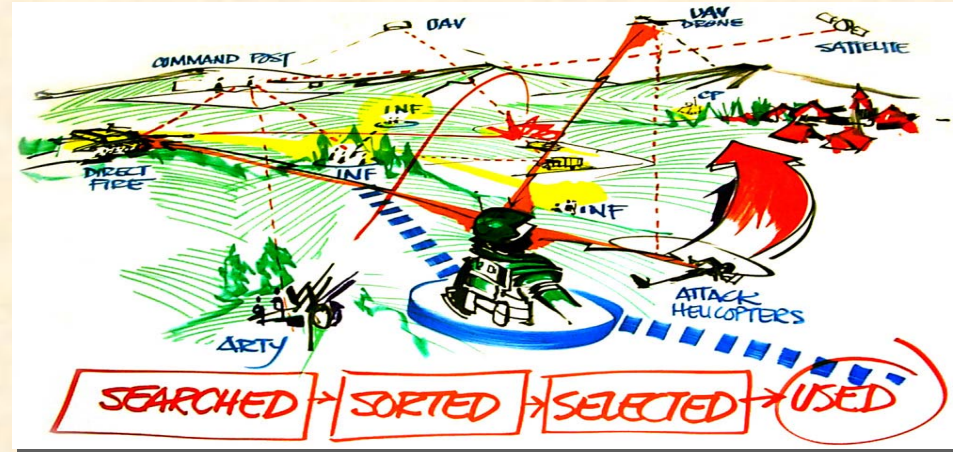 UAV
UAV
DRONE
SATTELITE
COMMAND POST
CP
INF
DIRECT
FIRE
INF
INF
ATTACK
HELICOPTERS
ARTY
SEARCHED → SORTED → SELECTED → USED